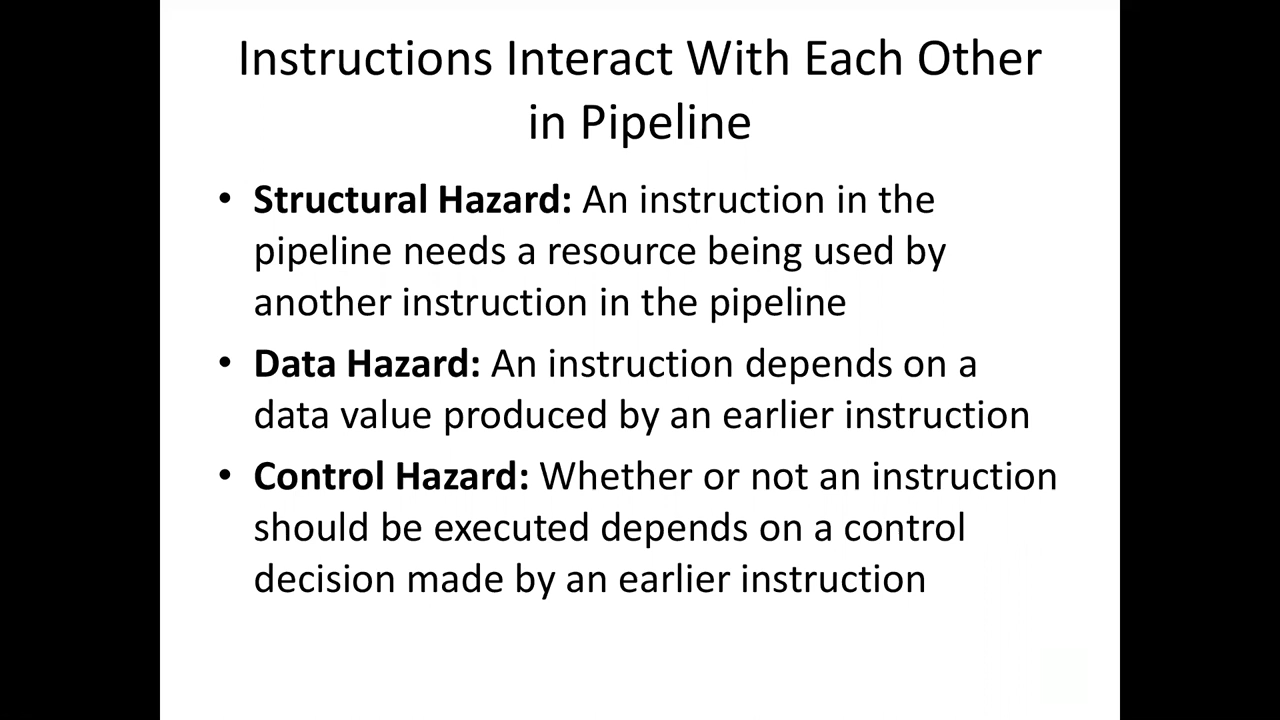 Instructions Interact With Each Other
in Pipeline
• Structural Hazard: An instruction in the
pipeline needs a resource being used by
another instruction in the pipeline
• Data Hazard: An instruction depends on a
data value produced by an earlier instruction
• Control Hazard: Whether or not an instruction
should be executed depends on a control
decision made by an earlier instruction